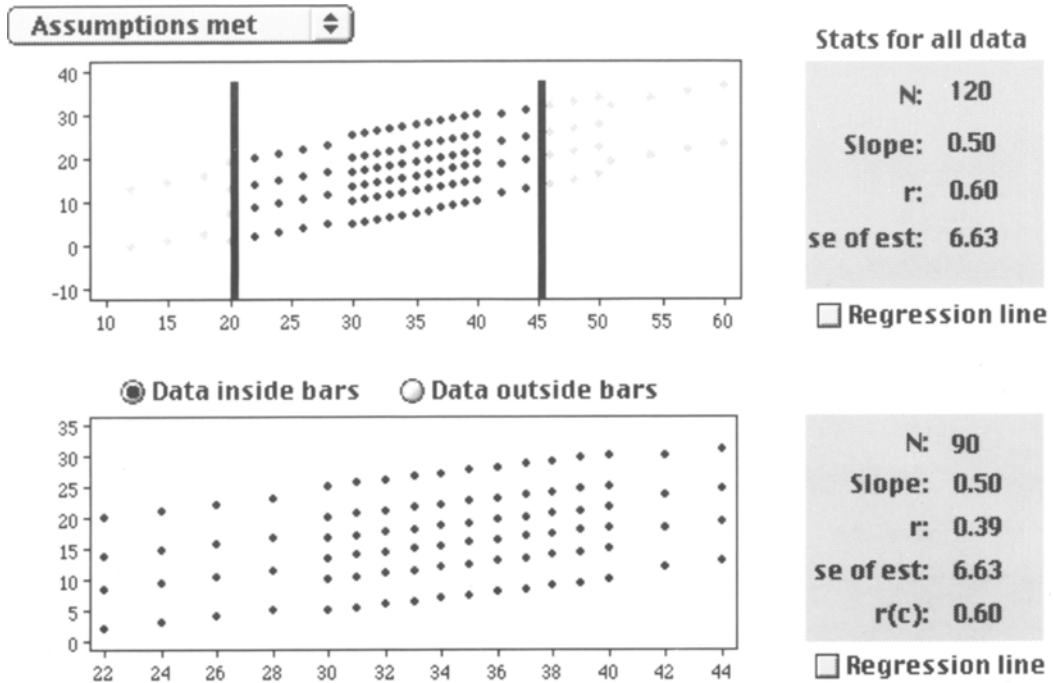 Assumptions met
40
30
20
10
0
-10
10 15 20 25 30 35 40 45 50 55 60
Stats for all data
N: 120
Slope: 0.50
r: 0.60
se of est: 6.63
Regression line
Data inside bars Data outside bars
35
30
25
20
15
10
5
0
22 24 26 28 30 32 34 36 38 40 42 44
N: 90
Slope: 0.50
r: 0.39
se of est: 6.63
r(c): 0.60
Regression line